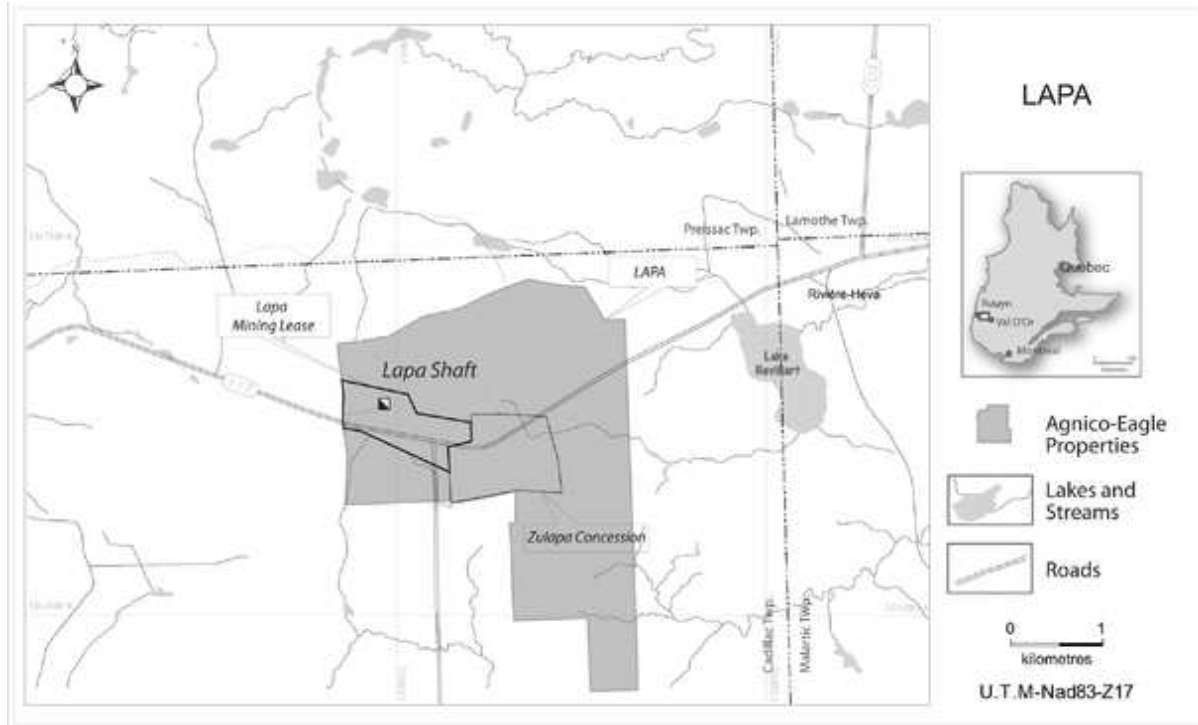 LAPA
Preissac Twp.
Lamothe Twp.
LAPA
Rivière-Héva
Lapa
Mining Lease
Lapa Shaft
Lake
Zulapa Concession
Cadillac Twp.
Malartic Twp.
Quebec
Rouyn
Val D'Or
Montreal
Agnico-Eagle
Properties
Lakes and
Streams
Roads
0 1
kilometres
U.T.M-Nad83-Z17